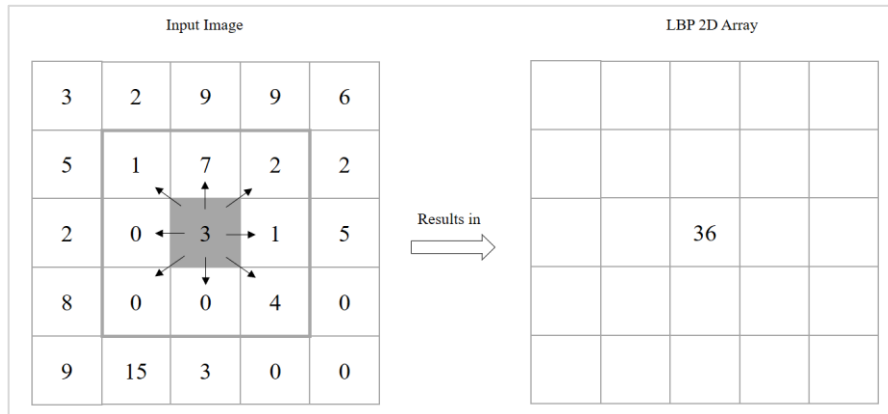 Input Image
LBP 2D Array
3 2 9 9 6
5 1 7 2 2
2 0 3 1 5
Results in
36
8 0 0 4 0
9 15 3 0 0